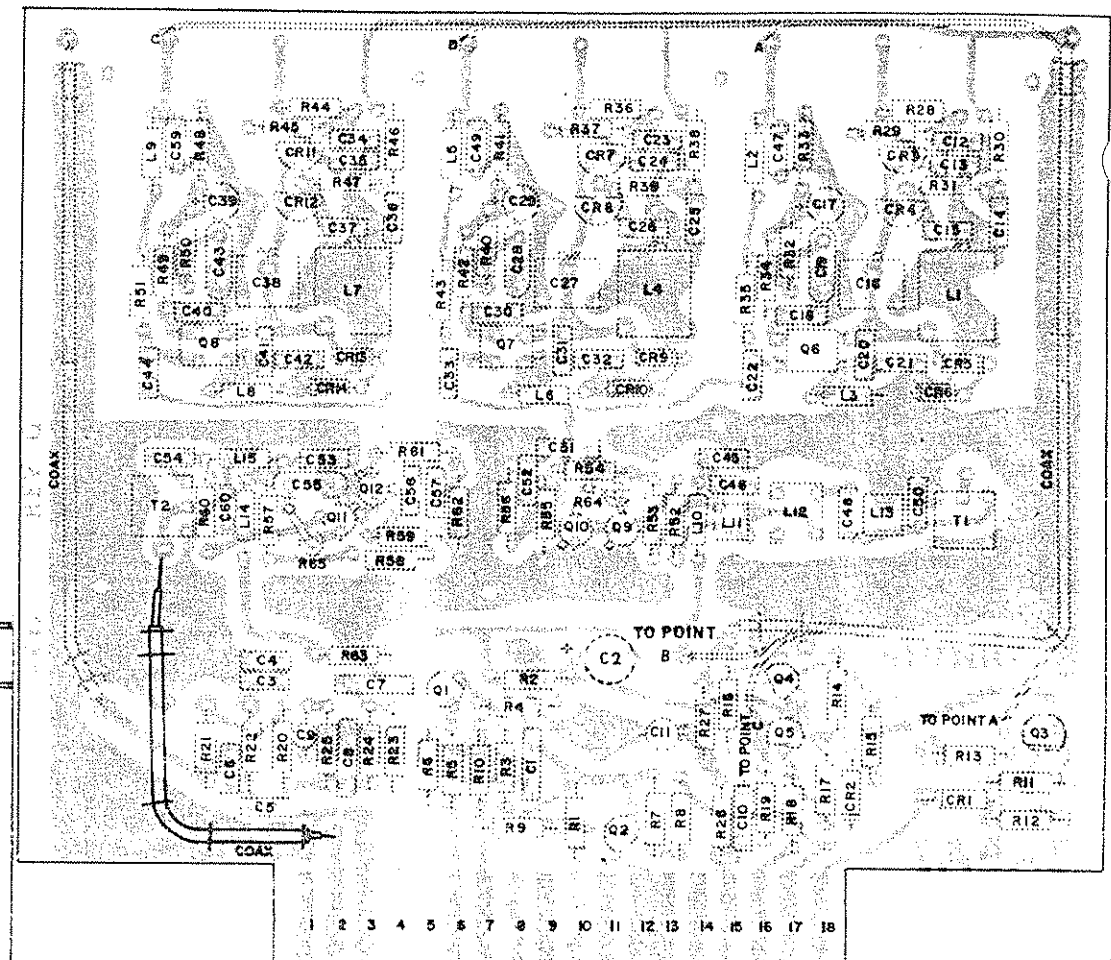 C B A
R44 R36 R28
L9 C59 R48 R45 C34 R46 L5 C49 R41 R37 C23 R38 L2 C47 R33 R29 C12 R30
CR11 C35 CR7 C24 C13
R47 R39 R31
C39 CR12 C36 C29 CR8 C25 C17 CR4 C14
C37 C26 C15
R49 R50 C43 R42 R40 C28 R34 R32 C19
R51 C38 L7 R43 C27 L4 R35 C16 L1
C40 C30 C18
Q8 C41 C42 CR13 Q7 C31 C32 CR9 Q6 C20 C21 CR5
C44 L8 CR14 C33 L6 CR10 C22 L3 CR6
COAX C54 L15 C53 R61 C51 R54 C45 COAX
C55 Q12 C56 C57 C52 R64 C46
T2 R60 C60 L14 R57 Q11 R62 R56 R55 Q10 Q9 R53 R52 L10 L11 L12 C48 L13 C50 T1
R59
R65 R58
TO POINT
B
C4 R63 C2
C3 C7 Q1 R2 Q4
R4 R16 R14
R27 TO POINT A
R21 C6 R22 R20 C9 R25 C8 R24 R23 R6 R5 R10 R3 C1 C11 TO POINT C Q5 R15 R13 Q3
C5 R17 CR2 CR1 R11
R9 R1 Q2 R7 R8 R26 C10 R19 R18 R12
COAX
1 2 3 4 5 6 7 8 9 10 11 12 13 14 15 16 17 18